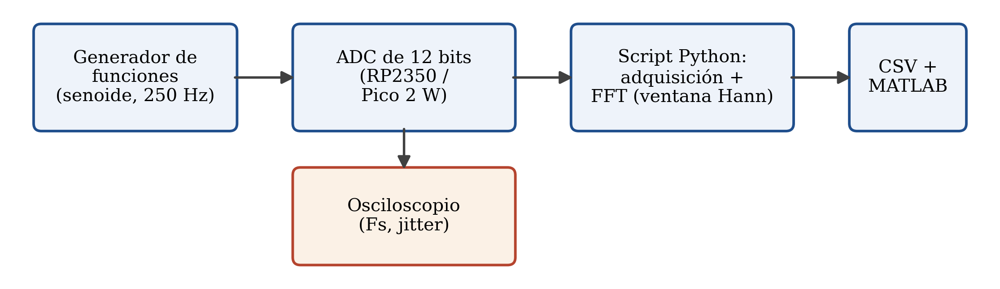 Generador de
funciones
(senoide, 250 Hz)
ADC de 12 bits
(RP2350 /
Pico 2 W)
Script Python:
adquisición +
FFT (ventana Hann)
CSV +
MATLAB
Osciloscopio
(Fs, jitter)